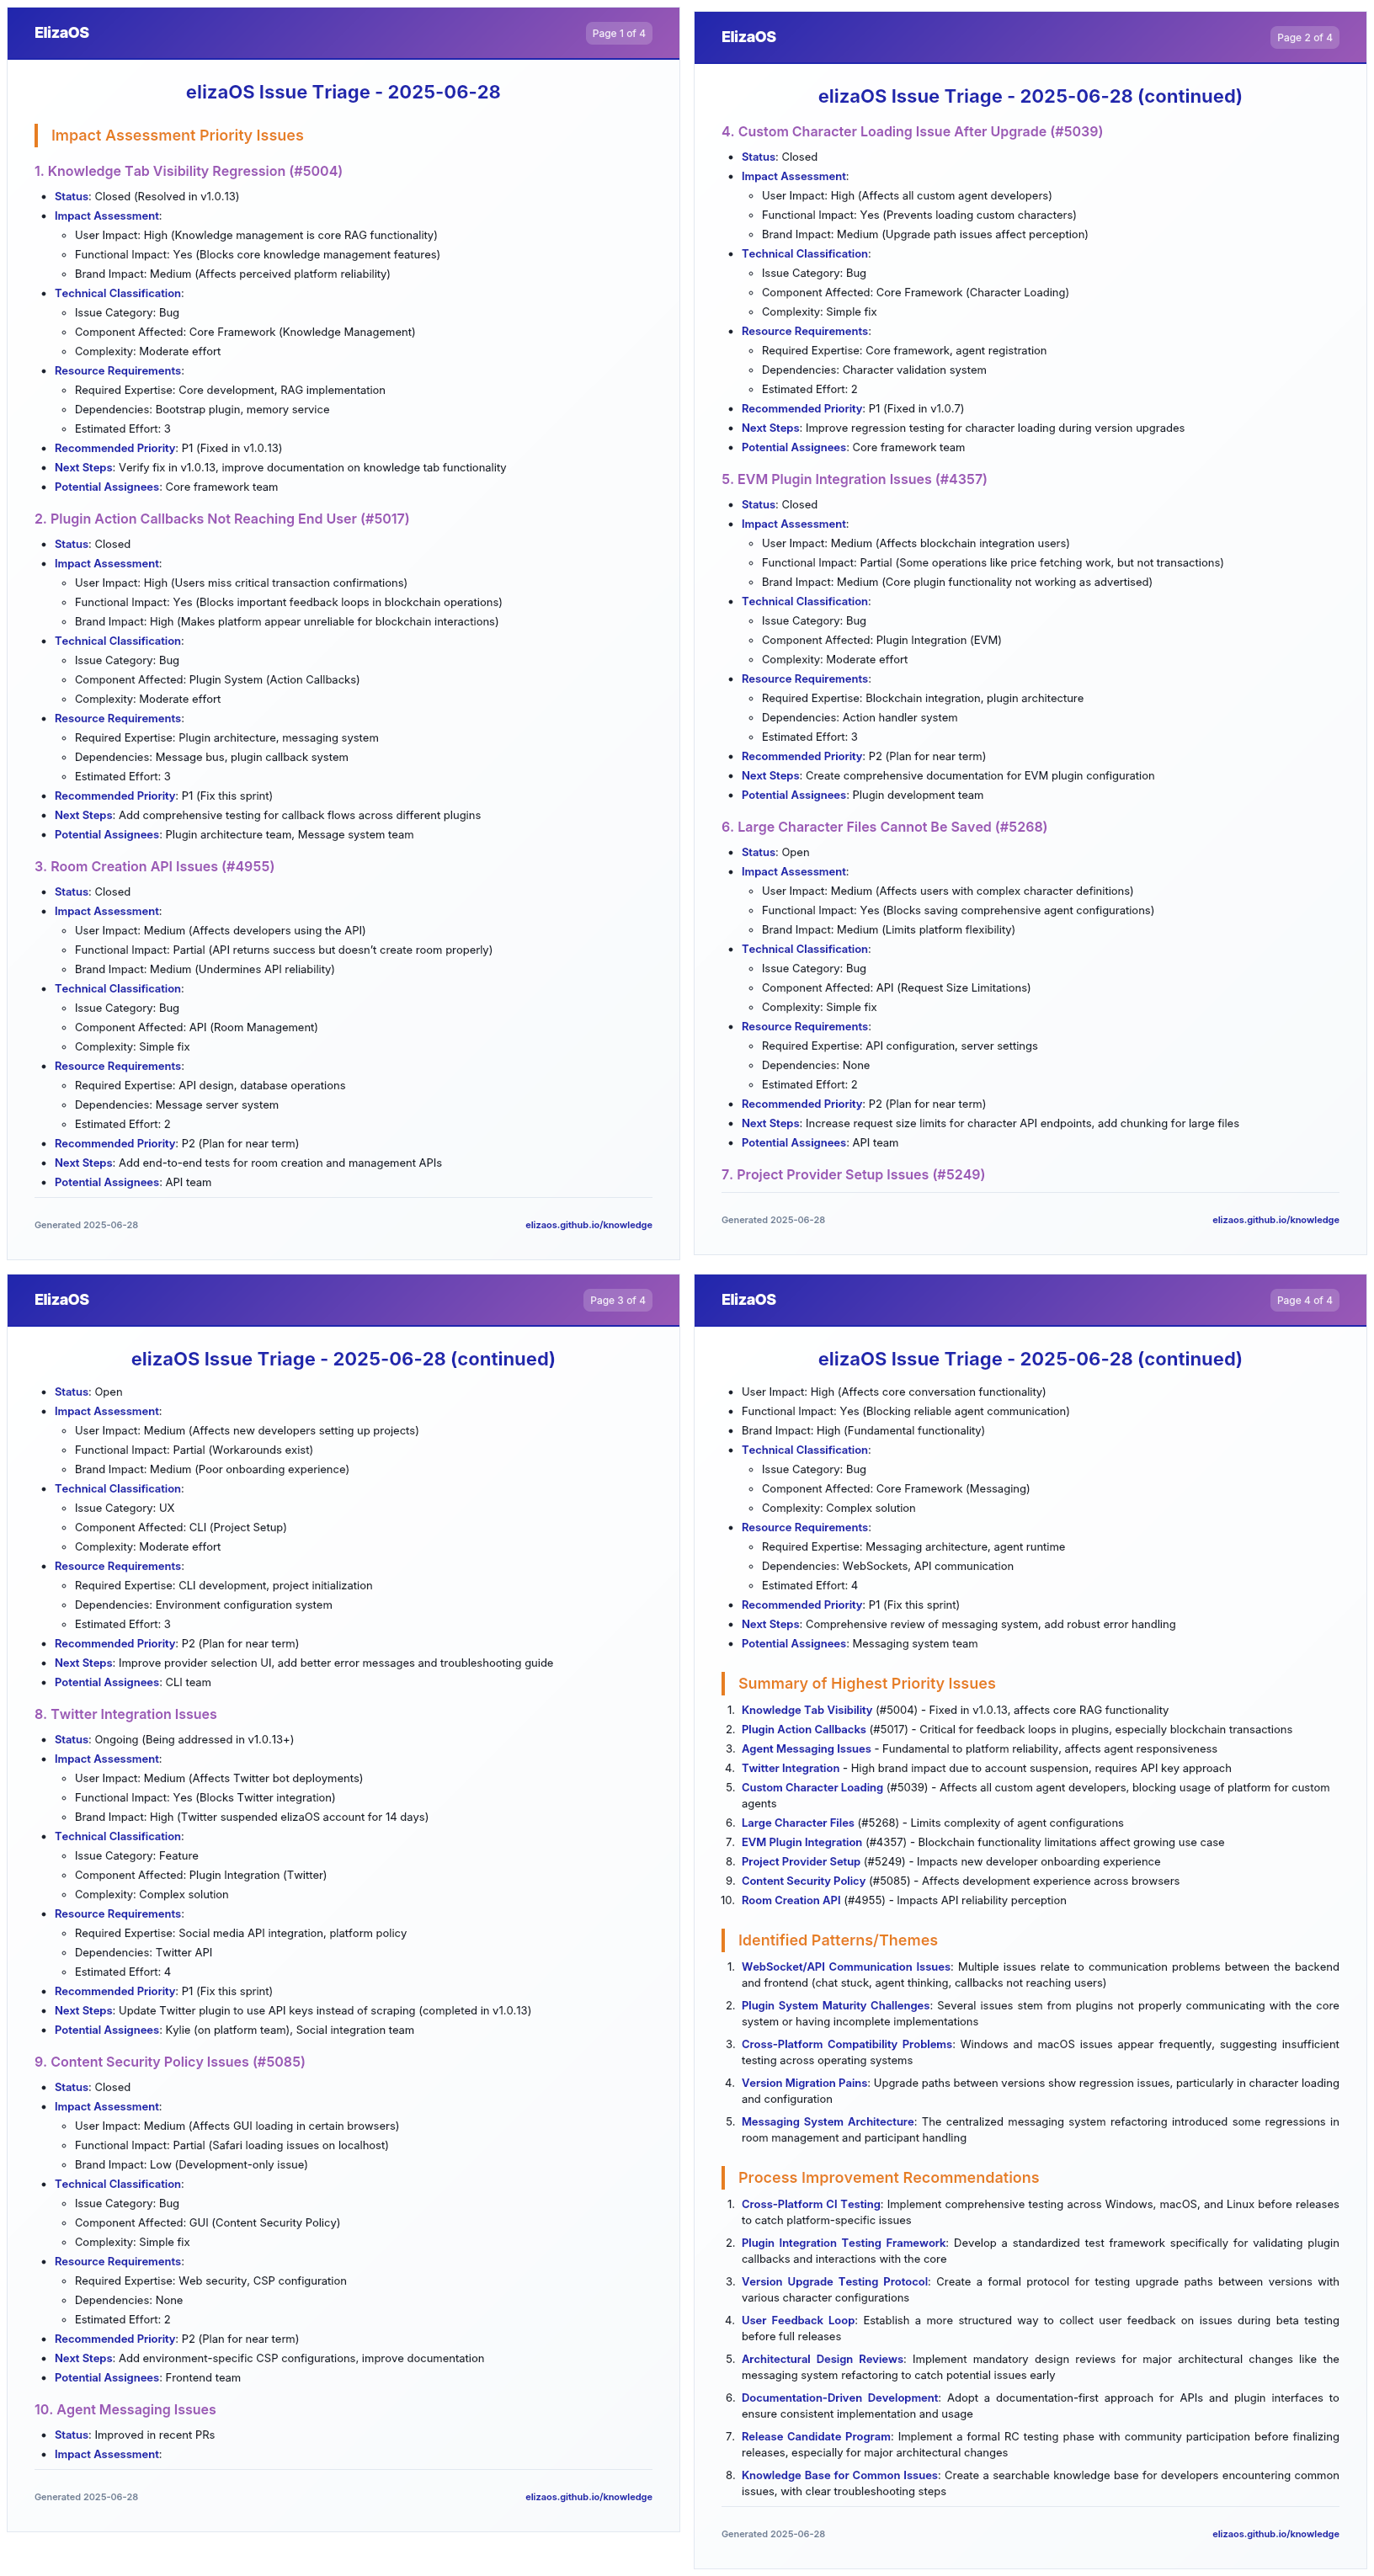 ElizaOS
Page 1 of 4
elizaOS Issue Triage - 2025-06-28
Impact Assessment Priority Issues
1. Knowledge Tab Visibility Regression (#5004)
• Status: Closed (Resolved in v1.0.13)
• Impact Assessment:
◦ User Impact: High (Knowledge management is core RAG functionality)
◦ Functional Impact: Yes (Blocks core knowledge management features)
◦ Brand Impact: Medium (Affects perceived platform reliability)
• Technical Classification:
◦ Issue Category: Bug
◦ Component Affected: Core Framework (Knowledge Management)
◦ Complexity: Moderate effort
• Resource Requirements:
◦ Required Expertise: Core development, RAG implementation
◦ Dependencies: Bootstrap plugin, memory service
◦ Estimated Effort: 3
• Recommended Priority: P1 (Fixed in v1.0.13)
• Next Steps: Verify fix in v1.0.13, improve documentation on knowledge tab functionality
• Potential Assignees: Core framework team
2. Plugin Action Callbacks Not Reaching End User (#5017)
• Status: Closed
• Impact Assessment:
◦ User Impact: High (Users miss critical transaction confirmations)
◦ Functional Impact: Yes (Blocks important feedback loops in blockchain operations)
◦ Brand Impact: High (Makes platform appear unreliable for blockchain interactions)
• Technical Classification:
◦ Issue Category: Bug
◦ Component Affected: Plugin System (Action Callbacks)
◦ Complexity: Moderate effort
• Resource Requirements:
◦ Required Expertise: Plugin architecture, messaging system
◦ Dependencies: Message bus, plugin callback system
◦ Estimated Effort: 3
• Recommended Priority: P1 (Fix this sprint)
• Next Steps: Add comprehensive testing for callback flows across different plugins
• Potential Assignees: Plugin architecture team, Message system team
3. Room Creation API Issues (#4955)
• Status: Closed
• Impact Assessment:
◦ User Impact: Medium (Affects developers using the API)
◦ Functional Impact: Partial (API returns success but doesn't create room properly)
◦ Brand Impact: Medium (Undermines API reliability)
• Technical Classification:
◦ Issue Category: Bug
◦ Component Affected: API (Room Management)
◦ Complexity: Simple fix
• Resource Requirements:
◦ Required Expertise: API design, database operations
◦ Dependencies: Message server system
◦ Estimated Effort: 2
• Recommended Priority: P2 (Plan for near term)
• Next Steps: Add end-to-end tests for room creation and management APIs
• Potential Assignees: API team
Generated 2025-06-28
elizaos.github.io/knowledge
ElizaOS
Page 2 of 4
elizaOS Issue Triage - 2025-06-28 (continued)
4. Custom Character Loading Issue After Upgrade (#5039)
• Status: Closed
• Impact Assessment:
◦ User Impact: High (Affects all custom agent developers)
◦ Functional Impact: Yes (Prevents loading custom characters)
◦ Brand Impact: Medium (Upgrade path issues affect perception)
• Technical Classification:
◦ Issue Category: Bug
◦ Component Affected: Core Framework (Character Loading)
◦ Complexity: Simple fix
• Resource Requirements:
◦ Required Expertise: Core framework, agent registration
◦ Dependencies: Character validation system
◦ Estimated Effort: 2
• Recommended Priority: P1 (Fixed in v1.0.7)
• Next Steps: Improve regression testing for character loading during version upgrades
• Potential Assignees: Core framework team
5. EVM Plugin Integration Issues (#4357)
• Status: Closed
• Impact Assessment:
◦ User Impact: Medium (Affects blockchain integration users)
◦ Functional Impact: Partial (Some operations like price fetching work, but not transactions)
◦ Brand Impact: Medium (Core plugin functionality not working as advertised)
• Technical Classification:
◦ Issue Category: Bug
◦ Component Affected: Plugin Integration (EVM)
◦ Complexity: Moderate effort
• Resource Requirements:
◦ Required Expertise: Blockchain integration, plugin architecture
◦ Dependencies: Action handler system
◦ Estimated Effort: 3
• Recommended Priority: P2 (Plan for near term)
• Next Steps: Create comprehensive documentation for EVM plugin configuration
• Potential Assignees: Plugin development team
6. Large Character Files Cannot Be Saved (#5268)
• Status: Open
• Impact Assessment:
◦ User Impact: Medium (Affects users with complex character definitions)
◦ Functional Impact: Yes (Blocks saving comprehensive agent configurations)
◦ Brand Impact: Medium (Limits platform flexibility)
• Technical Classification:
◦ Issue Category: Bug
◦ Component Affected: API (Request Size Limitations)
◦ Complexity: Simple fix
• Resource Requirements:
◦ Required Expertise: API configuration, server settings
◦ Dependencies: None
◦ Estimated Effort: 2
• Recommended Priority: P2 (Plan for near term)
• Next Steps: Increase request size limits for character API endpoints, add chunking for large files
• Potential Assignees: API team
7. Project Provider Setup Issues (#5249)
Generated 2025-06-28
elizaos.github.io/knowledge
ElizaOS
Page 3 of 4
elizaOS Issue Triage - 2025-06-28 (continued)
• Status: Open
• Impact Assessment:
◦ User Impact: Medium (Affects new developers setting up projects)
◦ Functional Impact: Partial (Workarounds exist)
◦ Brand Impact: Medium (Poor onboarding experience)
• Technical Classification:
◦ Issue Category: UX
◦ Component Affected: CLI (Project Setup)
◦ Complexity: Moderate effort
• Resource Requirements:
◦ Required Expertise: CLI development, project initialization
◦ Dependencies: Environment configuration system
◦ Estimated Effort: 3
• Recommended Priority: P2 (Plan for near term)
• Next Steps: Improve provider selection UI, add better error messages and troubleshooting guide
• Potential Assignees: CLI team
8. Twitter Integration Issues
• Status: Ongoing (Being addressed in v1.0.13+)
• Impact Assessment:
◦ User Impact: Medium (Affects Twitter bot deployments)
◦ Functional Impact: Yes (Blocks Twitter integration)
◦ Brand Impact: High (Twitter suspended elizaOS account for 14 days)
• Technical Classification:
◦ Issue Category: Feature
◦ Component Affected: Plugin Integration (Twitter)
◦ Complexity: Complex solution
• Resource Requirements:
◦ Required Expertise: Social media API integration, platform policy
◦ Dependencies: Twitter API
◦ Estimated Effort: 4
• Recommended Priority: P1 (Fix this sprint)
• Next Steps: Update Twitter plugin to use API keys instead of scraping (completed in v1.0.13)
• Potential Assignees: Kylie (on platform team), Social integration team
9. Content Security Policy Issues (#5085)
• Status: Closed
• Impact Assessment:
◦ User Impact: Medium (Affects GUI loading in certain browsers)
◦ Functional Impact: Partial (Safari loading issues on localhost)
◦ Brand Impact: Low (Development-only issue)
• Technical Classification:
◦ Issue Category: Bug
◦ Component Affected: GUI (Content Security Policy)
◦ Complexity: Simple fix
• Resource Requirements:
◦ Required Expertise: Web security, CSP configuration
◦ Dependencies: None
◦ Estimated Effort: 2
• Recommended Priority: P2 (Plan for near term)
• Next Steps: Add environment-specific CSP configurations, improve documentation
• Potential Assignees: Frontend team
10. Agent Messaging Issues
• Status: Improved in recent PRs
• Impact Assessment:
Generated 2025-06-28
elizaos.github.io/knowledge
ElizaOS
Page 4 of 4
elizaOS Issue Triage - 2025-06-28 (continued)
• User Impact: High (Affects core conversation functionality)
• Functional Impact: Yes (Blocking reliable agent communication)
• Brand Impact: High (Fundamental functionality)
• Technical Classification:
◦ Issue Category: Bug
◦ Component Affected: Core Framework (Messaging)
◦ Complexity: Complex solution
• Resource Requirements:
◦ Required Expertise: Messaging architecture, agent runtime
◦ Dependencies: WebSockets, API communication
◦ Estimated Effort: 4
• Recommended Priority: P1 (Fix this sprint)
• Next Steps: Comprehensive review of messaging system, add robust error handling
• Potential Assignees: Messaging system team
Summary of Highest Priority Issues
1. Knowledge Tab Visibility (#5004) - Fixed in v1.0.13, affects core RAG functionality
2. Plugin Action Callbacks (#5017) - Critical for feedback loops in plugins, especially blockchain transactions
3. Agent Messaging Issues - Fundamental to platform reliability, affects agent responsiveness
4. Twitter Integration - High brand impact due to account suspension, requires API key approach
5. Custom Character Loading (#5039) - Affects all custom agent developers, blocking usage of platform for custom
agents
6. Large Character Files (#5268) - Limits complexity of agent configurations
7. EVM Plugin Integration (#4357) - Blockchain functionality limitations affect growing use case
8. Project Provider Setup (#5249) - Impacts new developer onboarding experience
9. Content Security Policy (#5085) - Affects development experience across browsers
10. Room Creation API (#4955) - Impacts API reliability perception
Identified Patterns/Themes
1. WebSocket/API Communication Issues: Multiple issues relate to communication problems between the backend
and frontend (chat stuck, agent thinking, callbacks not reaching users)
2. Plugin System Maturity Challenges: Several issues stem from plugins not properly communicating with the core
system or having incomplete implementations
3. Cross-Platform Compatibility Problems: Windows and macOS issues appear frequently, suggesting insufficient
testing across operating systems
4. Version Migration Pains: Upgrade paths between versions show regression issues, particularly in character loading
and configuration
5. Messaging System Architecture: The centralized messaging system refactoring introduced some regressions in
room management and participant handling
Process Improvement Recommendations
1. Cross-Platform CI Testing: Implement comprehensive testing across Windows, macOS, and Linux before releases
to catch platform-specific issues
2. Plugin Integration Testing Framework: Develop a standardized test framework specifically for validating plugin
callbacks and interactions with the core
3. Version Upgrade Testing Protocol: Create a formal protocol for testing upgrade paths between versions with
various character configurations
4. User Feedback Loop: Establish a more structured way to collect user feedback on issues during beta testing
before full releases
5. Architectural Design Reviews: Implement mandatory design reviews for major architectural changes like the
messaging system refactoring to catch potential issues early
6. Documentation-Driven Development: Adopt a documentation-first approach for APIs and plugin interfaces to
ensure consistent implementation and usage
7. Release Candidate Program: Implement a formal RC testing phase with community participation before finalizing
releases, especially for major architectural changes
8. Knowledge Base for Common Issues: Create a searchable knowledge base for developers encountering common
issues, with clear troubleshooting steps
Generated 2025-06-28
elizaos.github.io/knowledge